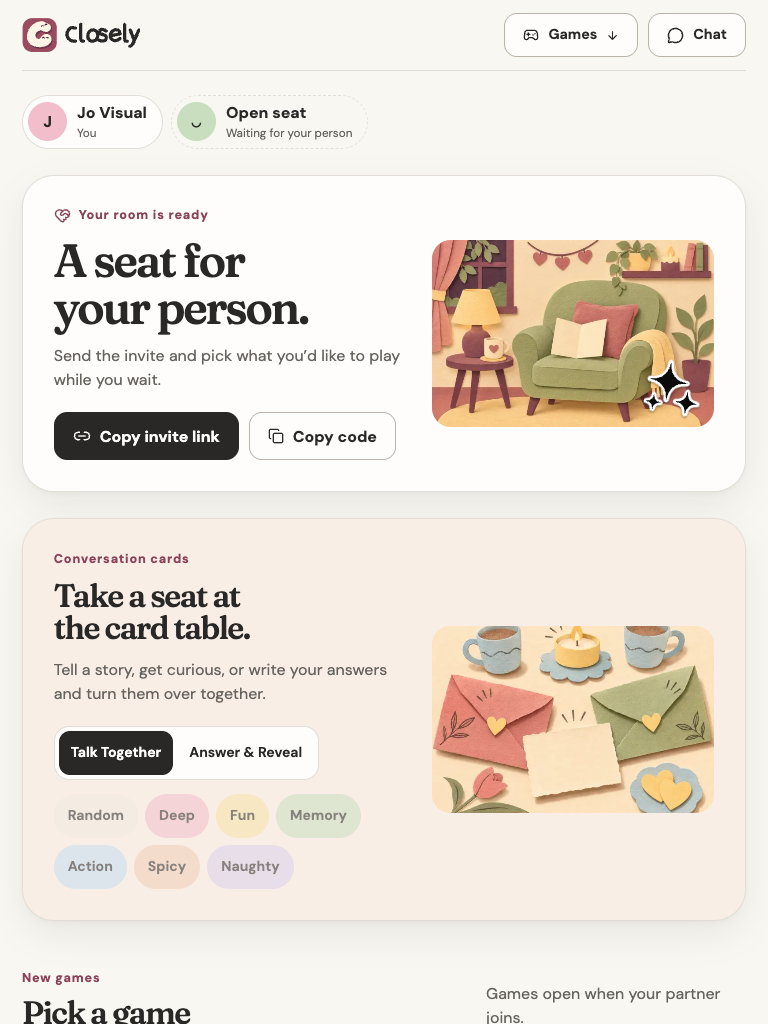 Closely
Games
Chat
J
Jo Visual
You
Open seat
Waiting for your person
Your room is ready
A seat for
your person.
Send the invite and pick what you’d like to play
while you wait.
Copy invite link
Copy code
Conversation cards
Take a seat at
the card table.
Tell a story, get curious, or write your answers
and turn them over together.
Talk Together
Answer & Reveal
Random
Deep
Fun
Memory
Action
Spicy
Naughty
New games
Pick a game
Games open when your partner
joins.